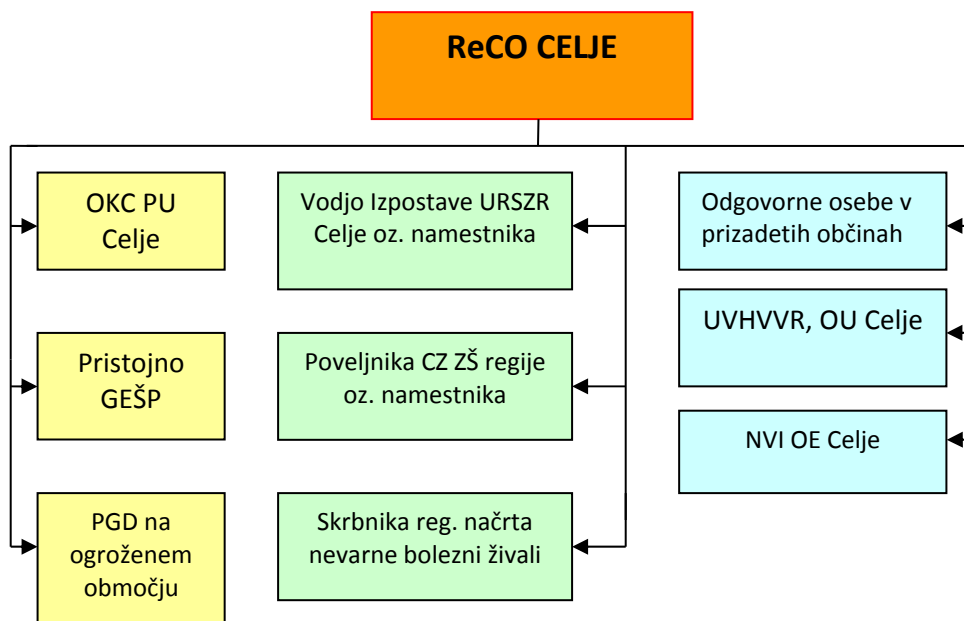 ReCO CELJE
OKC PU
Celje
Vodjo Izpostave URSZR
Celje oz. namestnika
Odgovorne osebe v
prizadetih občinah
UVHVVR, OU Celje
Pristojno
GEŠP
Poveljnika CZ ZŠ regije
oz. namestnika
NVI OE Celje
PGD na
ogroženem
območju
Skrbnika reg. načrta
nevarne bolezni živali